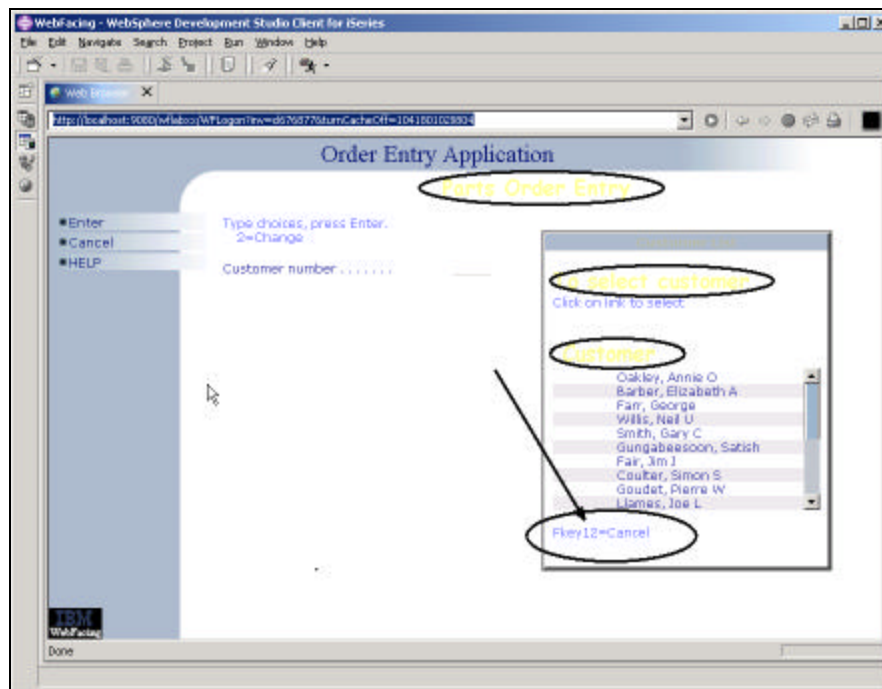 WebFacing - WebSphere Development Studio Client for iSeries
File Edit Navigate Search Project Run Window Help
Web Browser
Order Entry Application
Parts Order Entry
Enter
Cancel
HELP
Type choices, press Enter.
2=Change
Customer number . . . . . . .
To select customer
Click on link to select
Customer
Oakley, Annie O
Barber, Elizabeth A
Farr, George
Willis, Neil U
Smith, Gary C
Gungabeesoon, Satish
Fair, Jim J
Coulter, Simon S
Goudet, Pierre W
Llames, Joe L
Fkey12=Cancel
IBM
WebFacing
Done